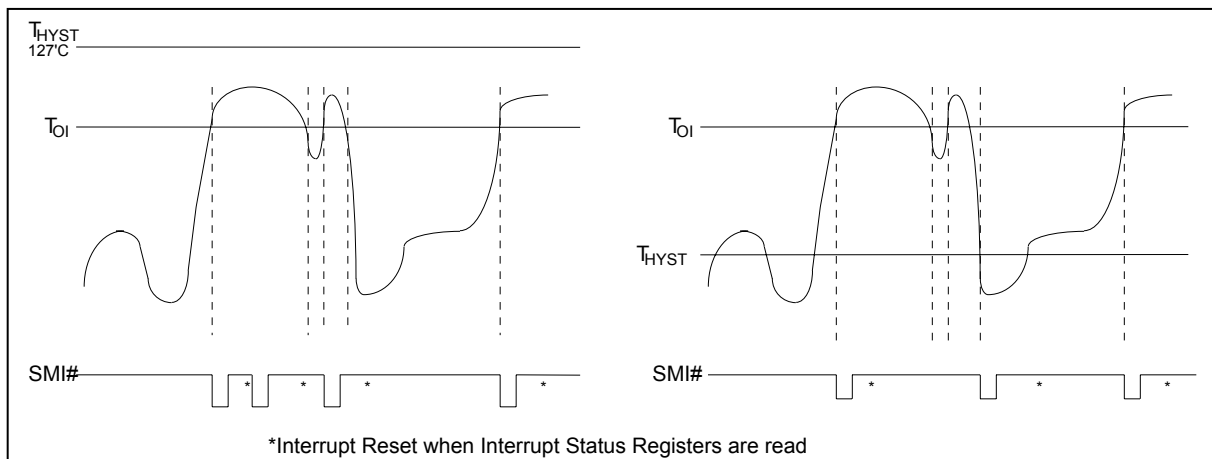 THYST
127'C
TOI
TOI
THYST
SMI#
* * *
SMI#
* * *
*Interrupt Reset when Interrupt Status Registers are read